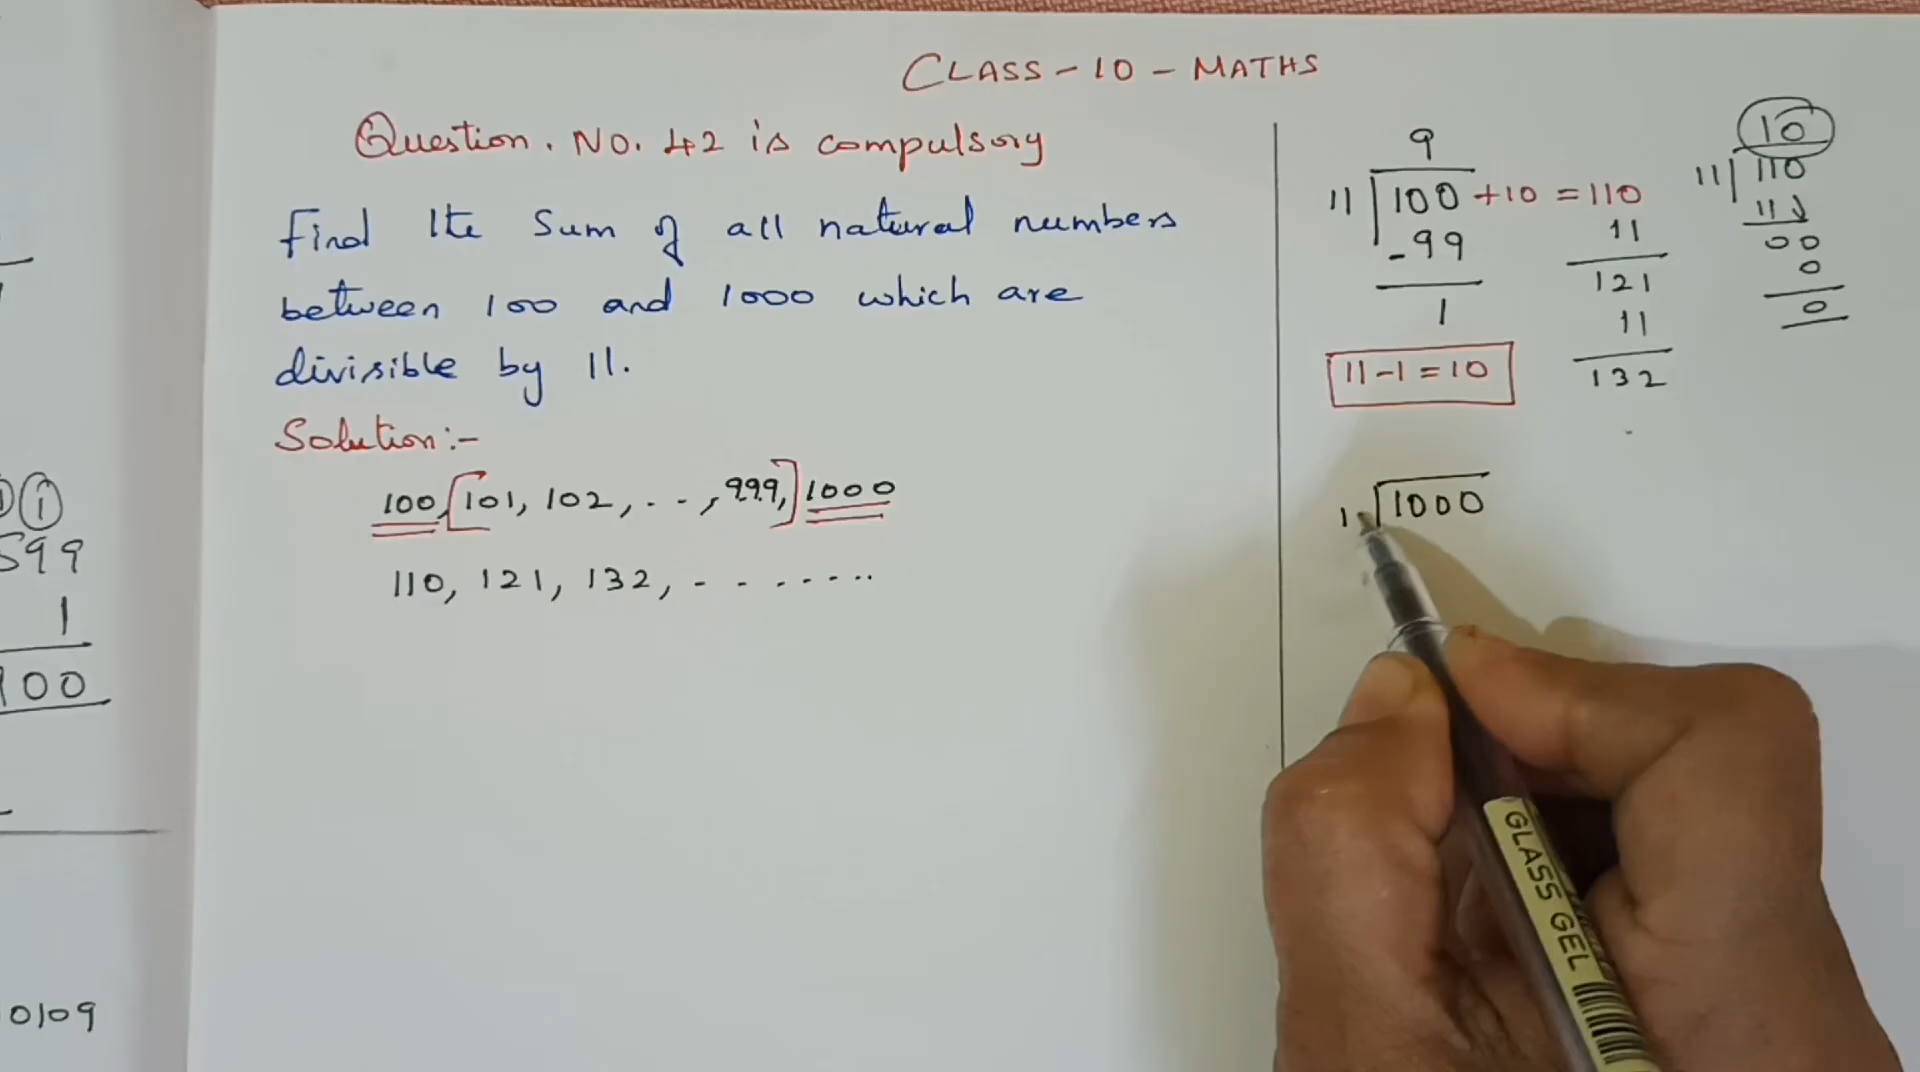 CLASS - 10 - MATHS
Question. No. 42 is compulsory
Find the Sum of all natural numbers
between 100 and 1000 which are
divisible by 11.
Solution:-
100, [101, 102, . - , 999,] 1000
110, 121, 132, - - - - - - ..
9
11 100 +10 = 110
-99
1
11 - 1 = 10
11
121
11
132
10
11 110
11↓
00
0
0
1 1000
1
599
1
100
0109
GLASS GEL